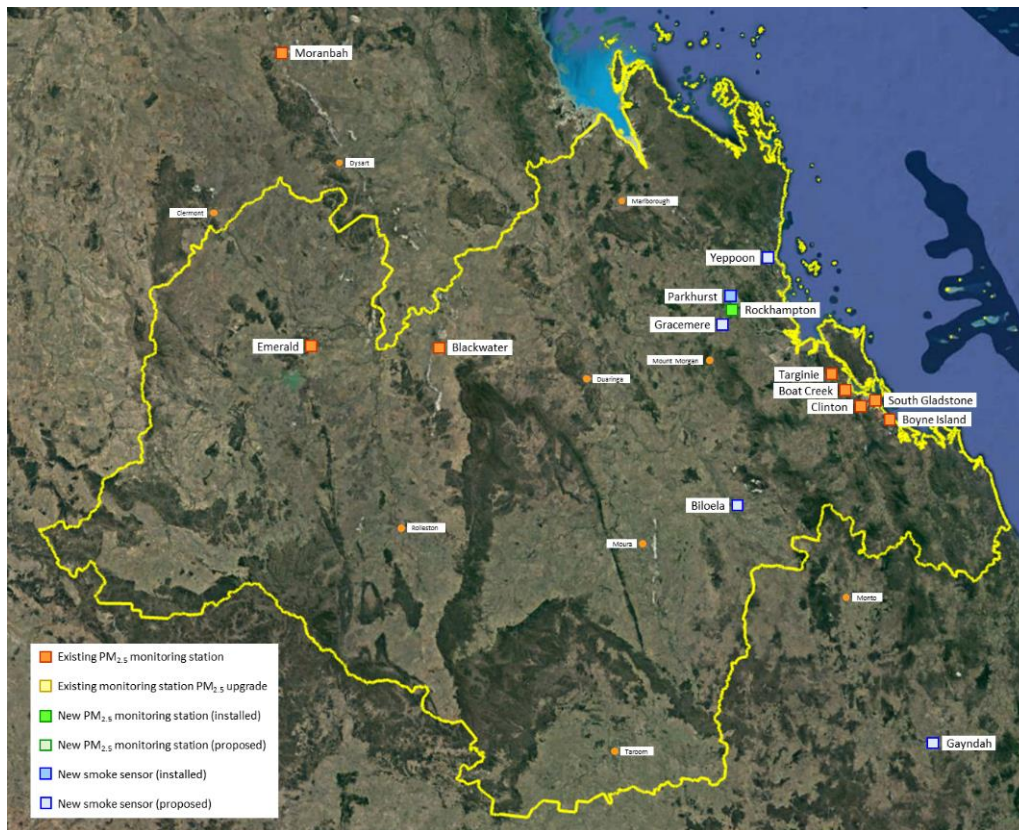 Moranbah
Dysart
Clermont
Marlborough
Yeppoon
Parkhurst
Rockhampton
Gracemere
Emerald
Blackwater
Mount Morgan
Duaringa
Targinie
Boat Creek
South Gladstone
Clinton
Boyne Island
Biloela
Rolleston
Moura
Monto
Taroom
Gayndah
Existing PM2.5 monitoring station
Existing monitoring station PM2.5 upgrade
New PM2.5 monitoring station (installed)
New PM2.5 monitoring station (proposed)
New smoke sensor (installed)
New smoke sensor (proposed)